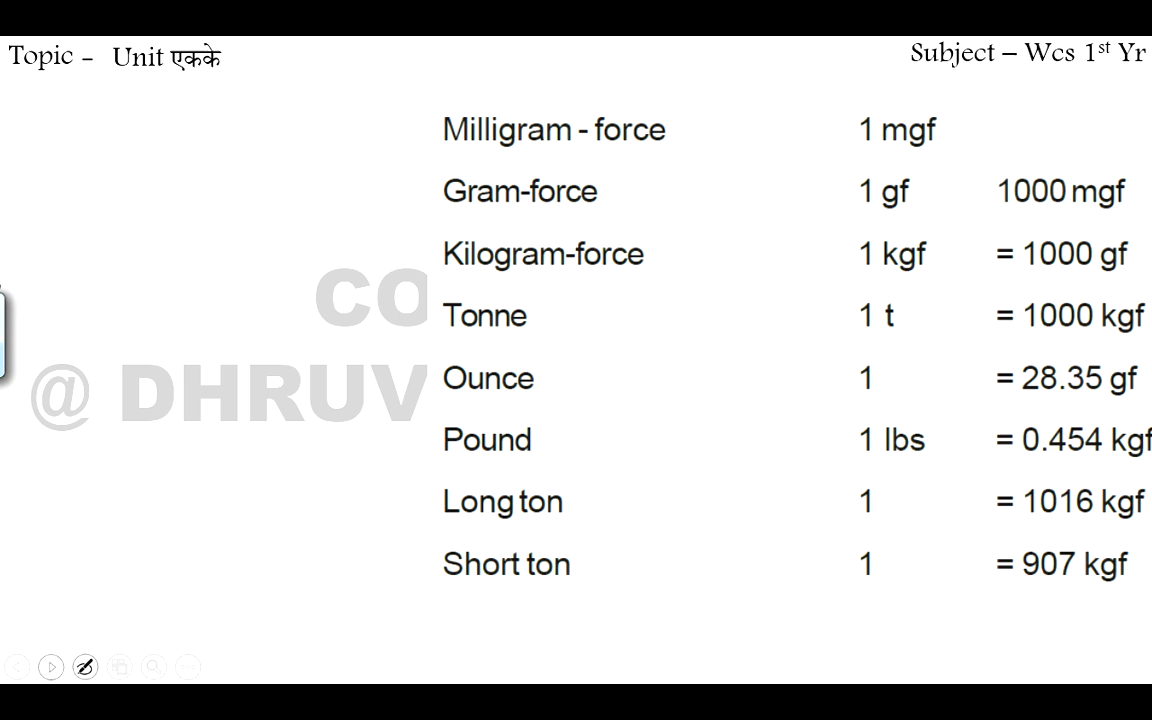 Topic - Unit एकके
Subject – Wcs 1st Yr
Milligram - force 1 mgf
Gram-force 1 gf 1000 mgf
Kilogram-force 1 kgf = 1000 gf
Tonne 1 t = 1000 kgf
Ounce 1 = 28.35 gf
Pound 1 lbs = 0.454 kgf
Long ton 1 = 1016 kgf
Short ton 1 = 907 kgf
CO
@ DHRUV